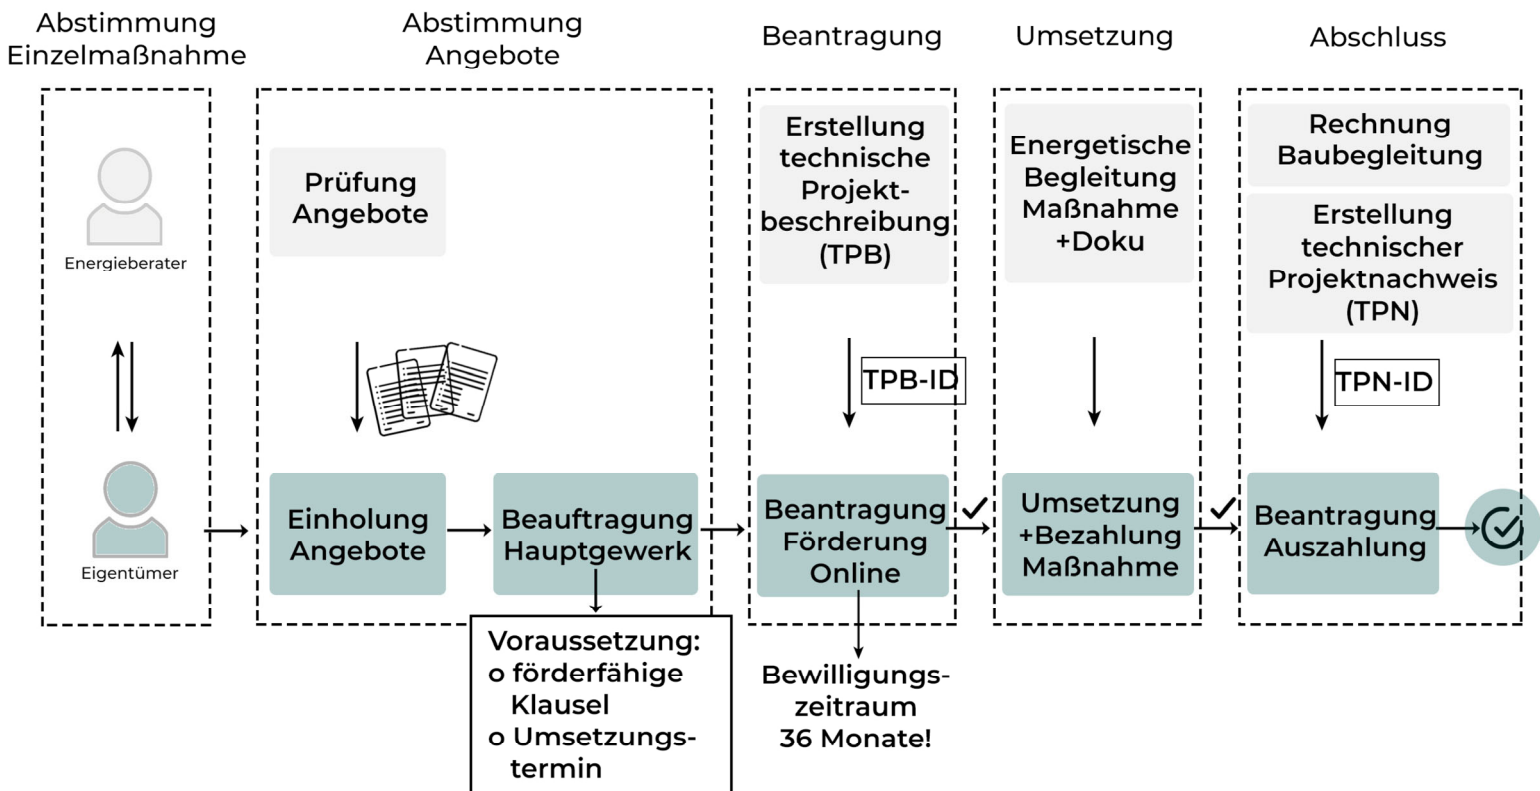 Abstimmung
Einzelmaßnahme
Abstimmung
Angebote
Beantragung
Umsetzung
Abschluss
Energieberater
Eigentümer
Prüfung
Angebote
Einholung
Angebote
Beauftragung
Hauptgewerk
Voraussetzung:
o förderfähige
Klausel
o Umsetzungs-
termin
Erstellung
technische
Projekt-
beschreibung
(TPB)
TPB-ID
Beantragung
Förderung
Online
Bewilligungs-
zeitraum
36 Monate!
Energetische
Begleitung
Maßnahme
+Doku
Umsetzung
+Bezahlung
Maßnahme
Rechnung
Baubegleitung
Erstellung
technischer
Projektnachweis
(TPN)
TPN-ID
Beantragung
Auszahlung